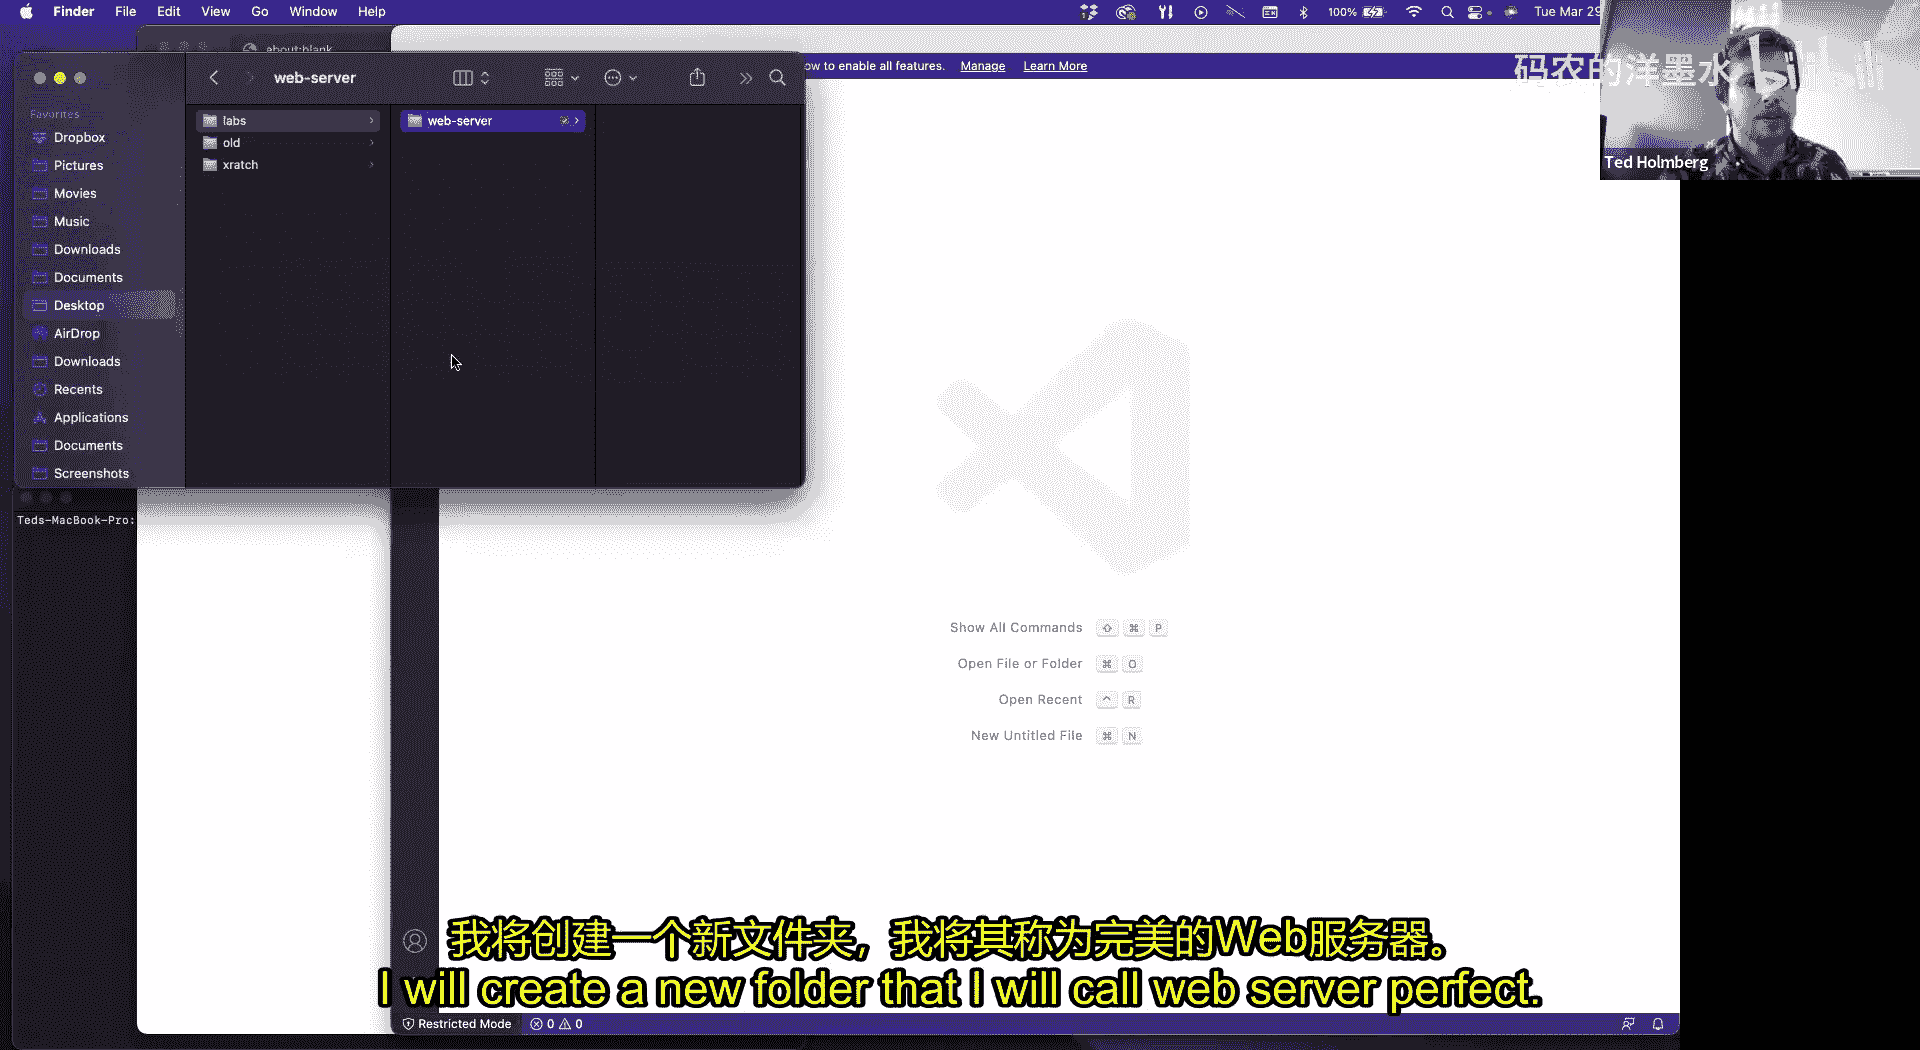 Finder File Edit View Go Window Help
100%
Tue Mar 29
about:blank
web-server
ow to enable all features. Manage Learn More
码农的洋墨水
bilibili
Ted Holmberg
Favorites
Dropbox
Pictures
Movies
Music
Downloads
Documents
Desktop
AirDrop
Downloads
Recents
Applications
Documents
Screenshots
labs
old
xratch
web-server
Teds-MacBook-Pro:
Show All Commands ⇧ ⌘ P
Open File or Folder ⌘ O
Open Recent ^ R
New Untitled File ⌘ N
我将创建一个新文件夹，我将其称为完美的Web服务器。
I will create a new folder that I will call web server perfect.
Restricted Mode 0 0